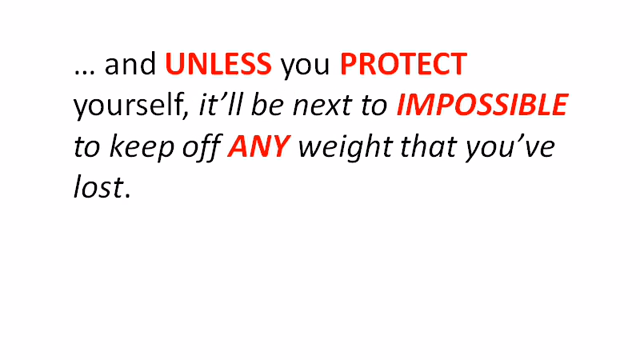 … and UNLESS you PROTECT
yourself, it’ll be next to IMPOSSIBLE
to keep off ANY weight that you’ve
lost.